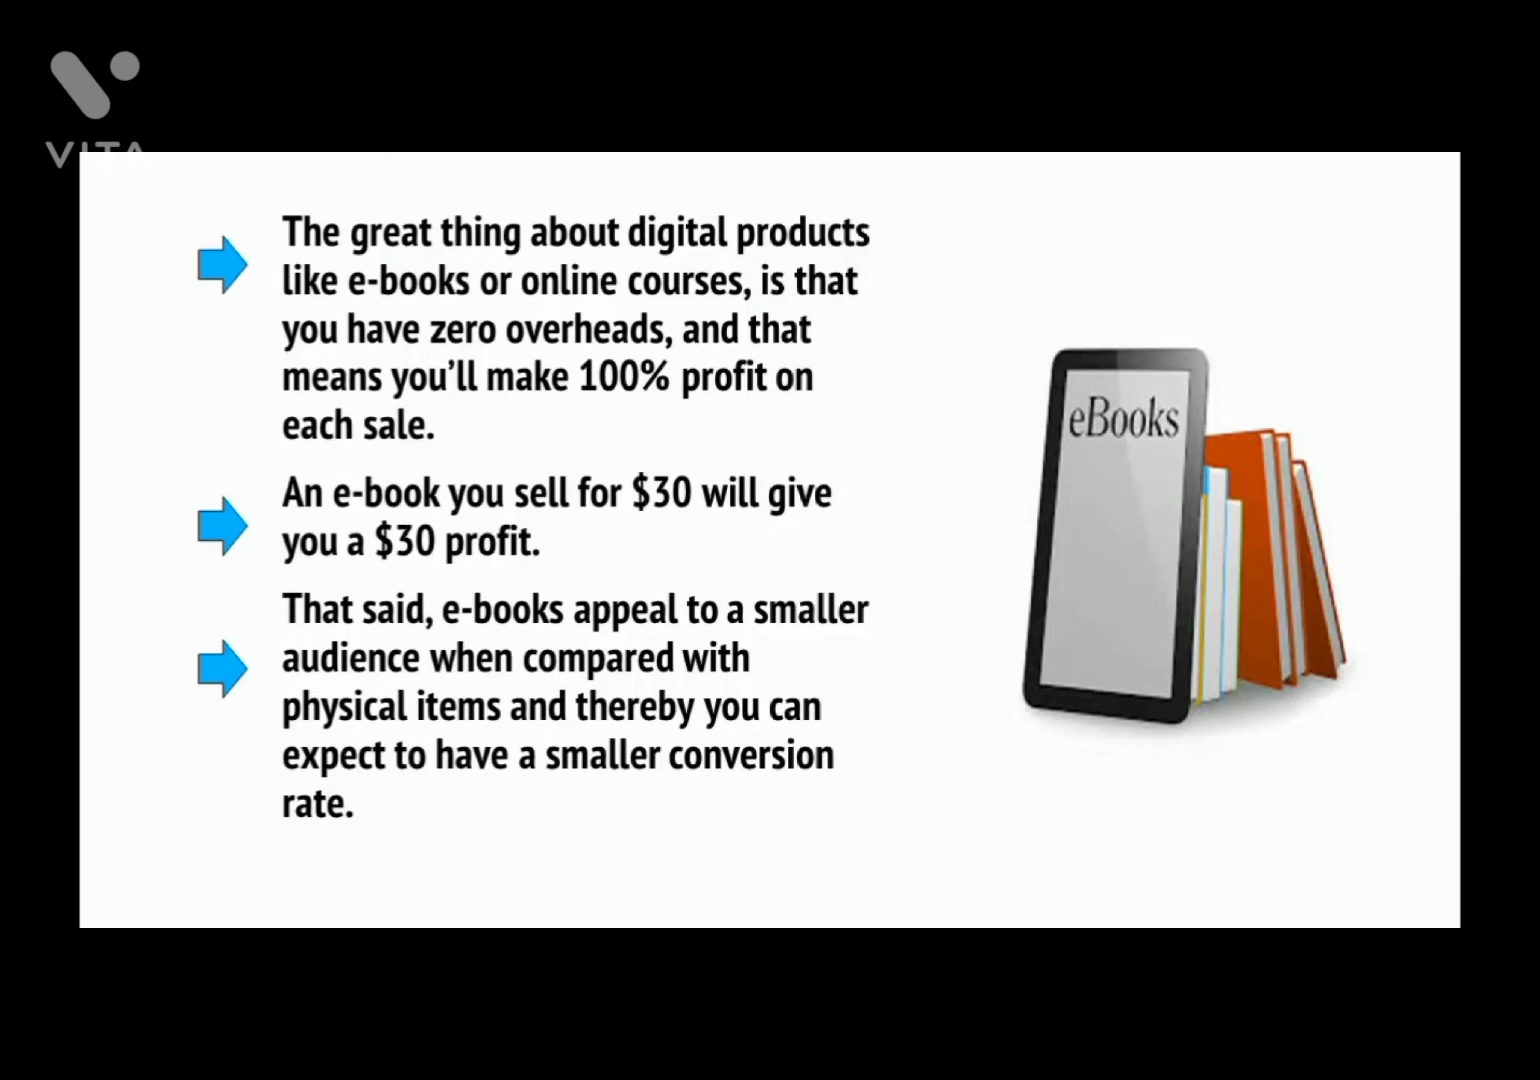 VITA
The great thing about digital products
like e-books or online courses, is that
you have zero overheads, and that
means you’ll make 100% profit on
each sale.
An e-book you sell for $30 will give
you a $30 profit.
That said, e-books appeal to a smaller
audience when compared with
physical items and thereby you can
expect to have a smaller conversion
rate.
eBooks